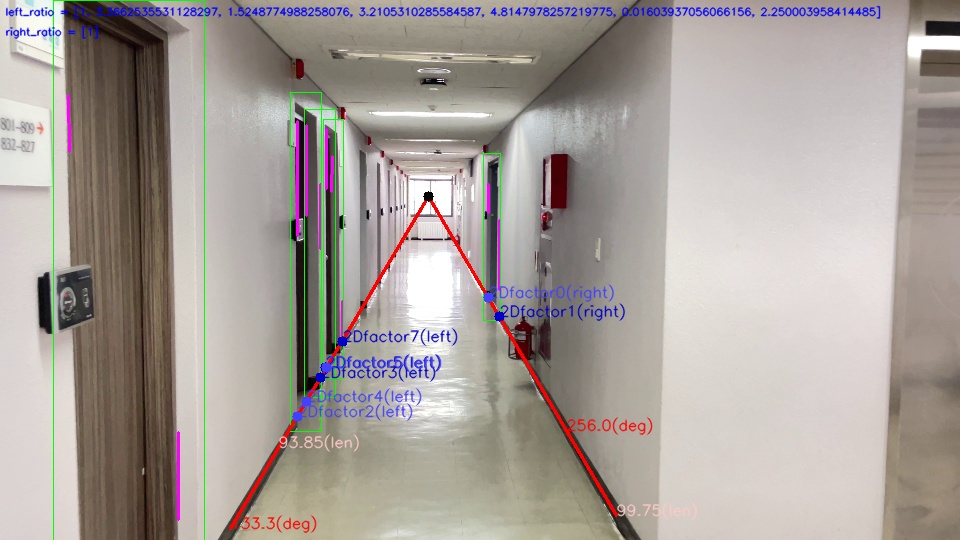 left_ratio = [1, 3.3662535531128297, 1.5248774988258076, 3.2105310285584587, 4.8147978257219775, 0.01603937056066156, 2.250003958414485]
right_ratio = [1]
801-809 →
832-827
2Dfactor0(right)
2Dfactor1(right)
2Dfactor7(left)
2Dfactor5(left)
2Dfactor3(left)
2Dfactor4(left)
2Dfactor2(left)
256.0(deg)
93.85(len)
99.75(len)
33.3(deg)